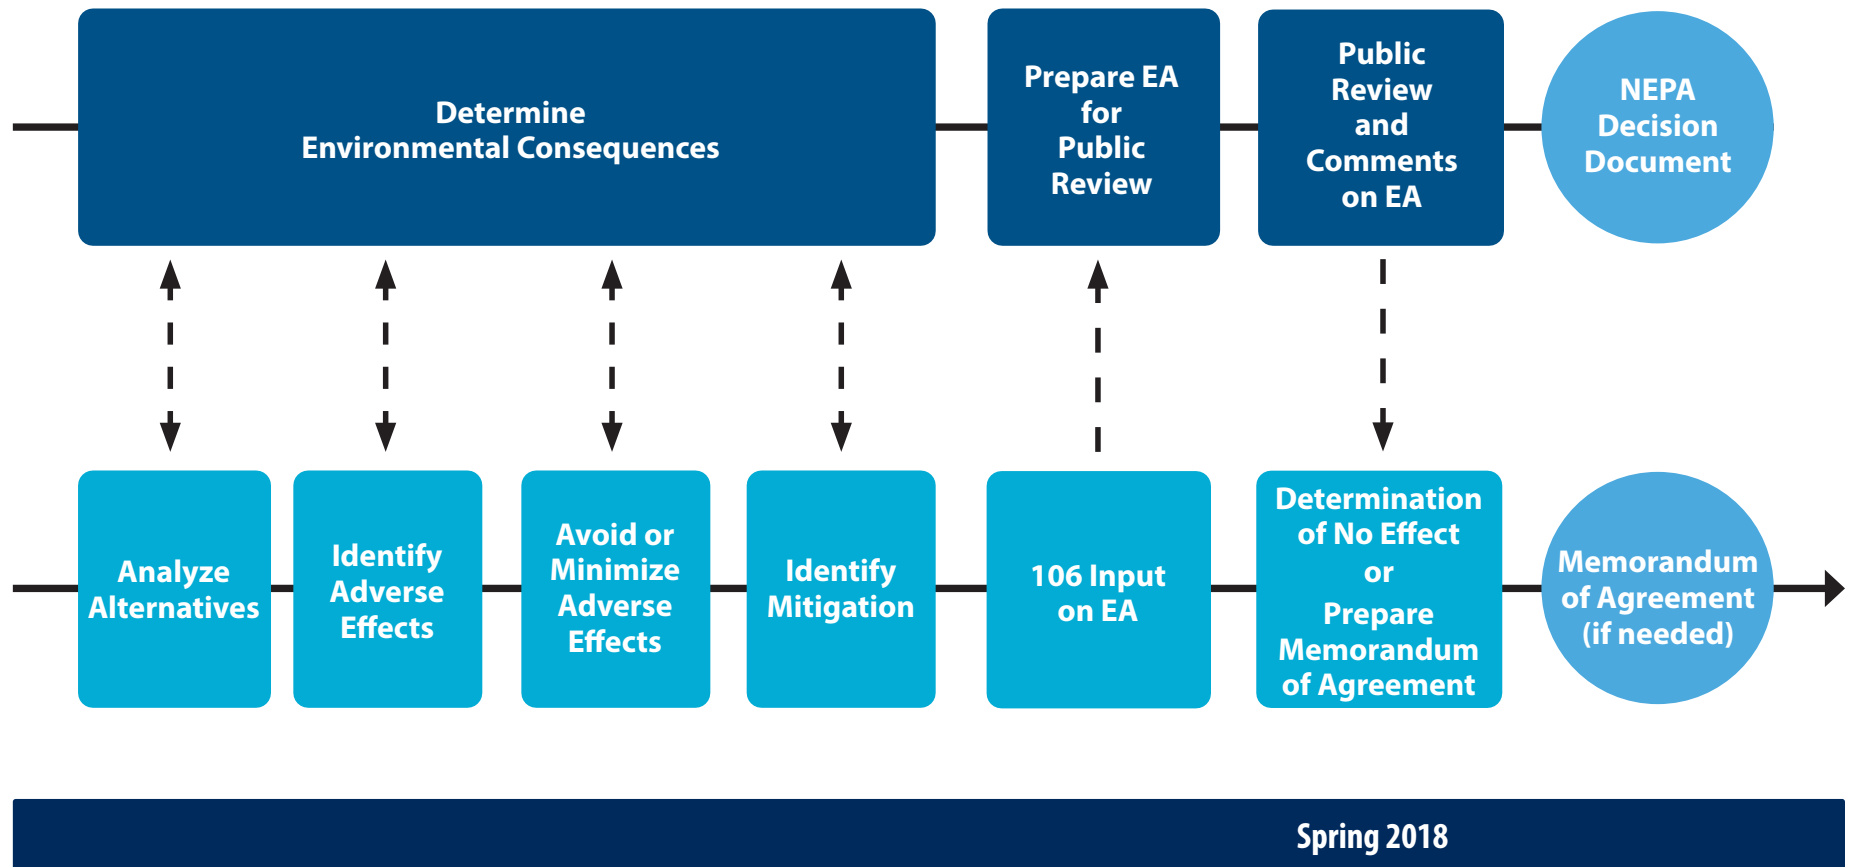 Determine
Environmental Consequences
Prepare EA
for
Public
Review
Public
Review
and
Comments
on EA
NEPA
Decision
Document
Analyze
Alternatives
Identify
Adverse
Effects
Avoid or
Minimize
Adverse
Effects
Identify
Mitigation
106 Input
on EA
Determination
of No Effect
or
Prepare
Memorandum
of Agreement
Memorandum
of Agreement
(if needed)
Spring 2018